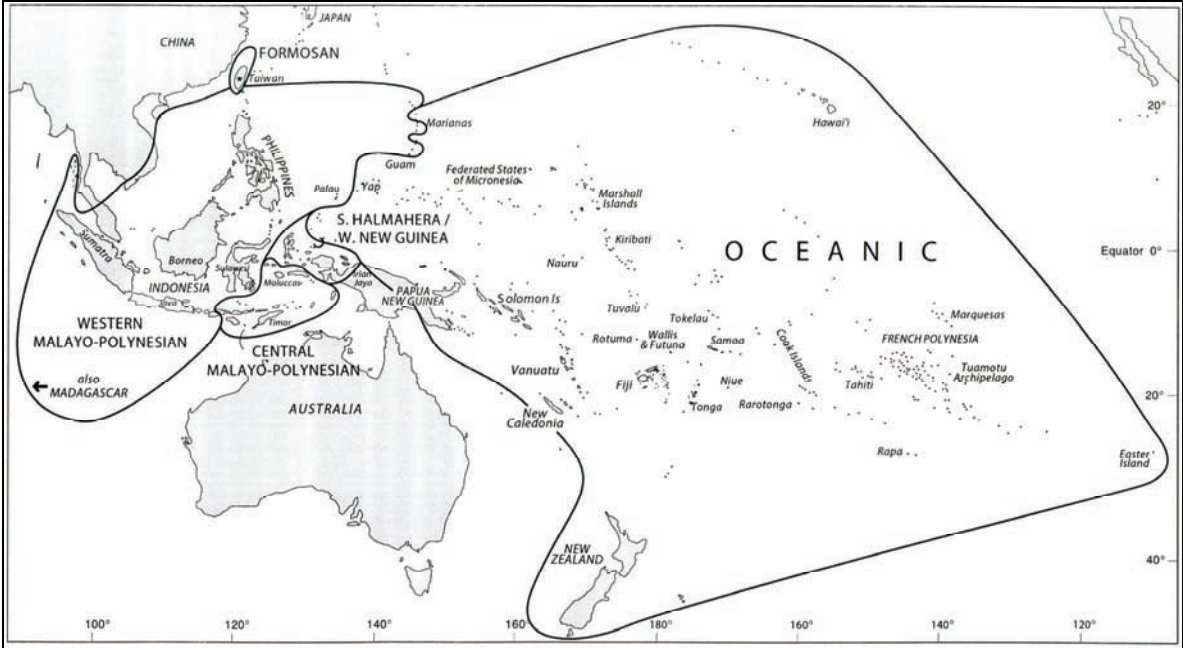 JAPAN
CHINA
FORMOSAN
Taiwan
20°
Hawai'i
Marianas
PHILIPPINES
Guam
Federated States
of Micronesia
Palau
Yap
Marshall
Islands
S. HALMAHERA /
W. NEW GUINEA
Kiribati
OCEANIC
Equator 0°
Sumatra
Borneo
Sulawesi
Nauru
Maluccas
Irian
Jaya
INDONESIA
PAPUA
NEW GUINEA
Java
Solomon Is
Tuvalu
Tokelau
Marquesas
WESTERN
MALAYO-POLYNESIAN
Timor
Rotuma
Wallis
& Futuna
Samoa
Cook Islands
FRENCH POLYNESIA
CENTRAL
MALAYO-POLYNESIAN
Vanuatu
Tuamotu
Archipelago
also
MADAGASCAR
Fiji
Niue
Tahiti
AUSTRALIA
New
Caledonia
Tonga
Rarotonga
20°
Rapa
Easter
Island
NEW
ZEALAND
40°
100°
120°
140°
160°
180°
160°
140°
120°